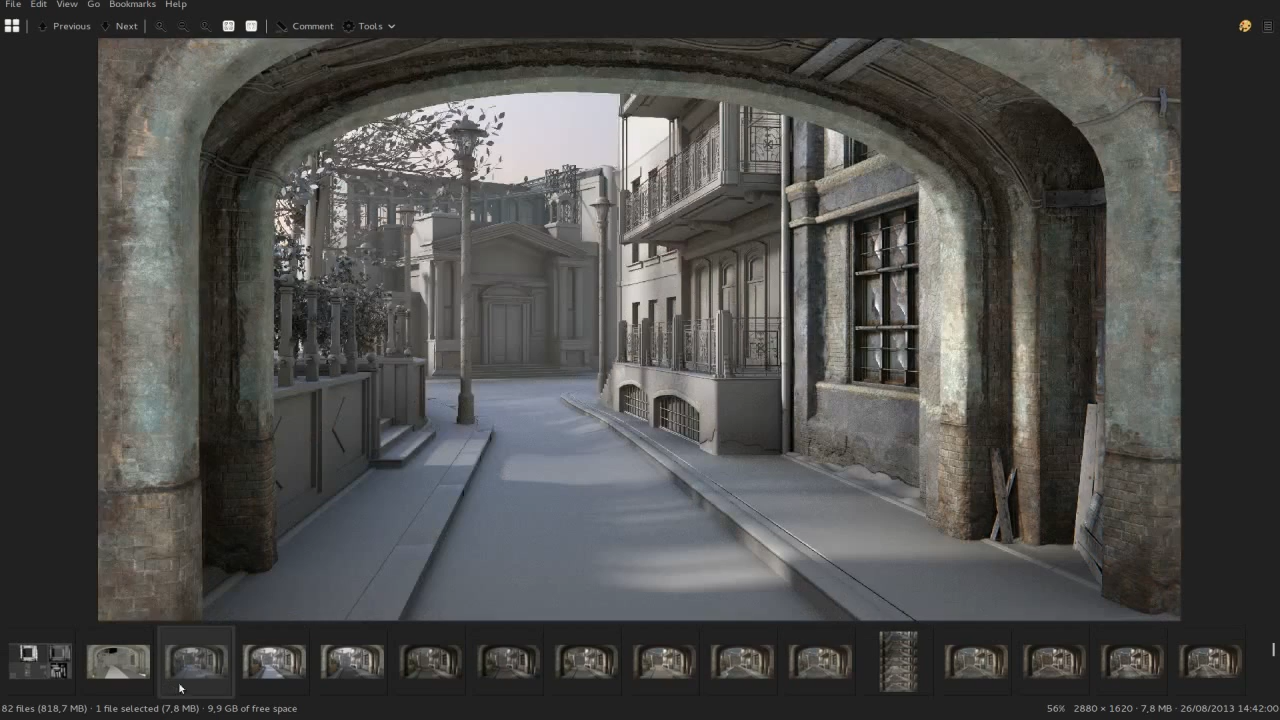 File Edit View Go Bookmarks Help
Previous Next Comment Tools
82 files (818,7 MB) · 1 file selected (7,8 MB) · 9,9 GB of free space
56% 2880 × 1620 · 7,8 MB · 26/08/2013 14:42:00